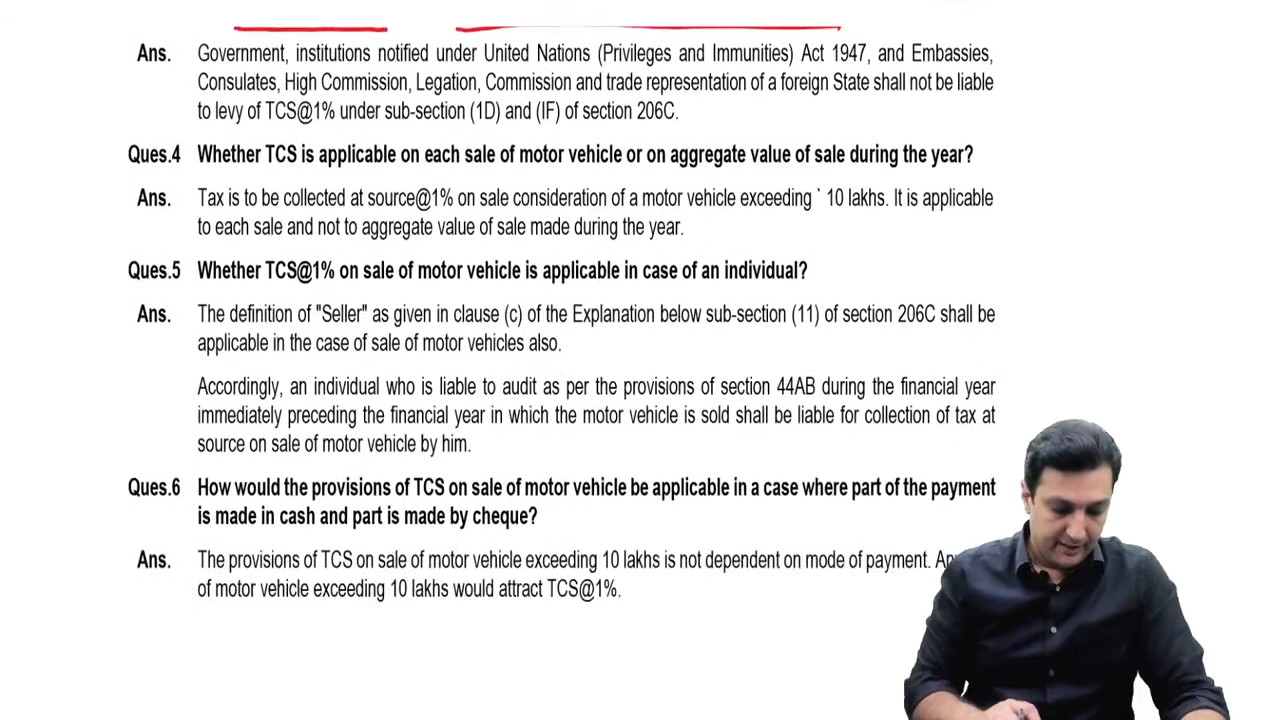 Ans. Government, institutions notified under United Nations (Privileges and Immunities) Act 1947, and Embassies,
Consulates, High Commission, Legation, Commission and trade representation of a foreign State shall not be liable
to levy of TCS@1% under sub-section (1D) and (IF) of section 206C.
Ques.4 Whether TCS is applicable on each sale of motor vehicle or on aggregate value of sale during the year?
Ans. Tax is to be collected at source@1% on sale consideration of a motor vehicle exceeding ` 10 lakhs. It is applicable
to each sale and not to aggregate value of sale made during the year.
Ques.5 Whether TCS@1% on sale of motor vehicle is applicable in case of an individual?
Ans. The definition of "Seller" as given in clause (c) of the Explanation below sub-section (11) of section 206C shall be
applicable in the case of sale of motor vehicles also.
Accordingly, an individual who is liable to audit as per the provisions of section 44AB during the financial year
immediately preceding the financial year in which the motor vehicle is sold shall be liable for collection of tax at
source on sale of motor vehicle by him.
Ques.6 How would the provisions of TCS on sale of motor vehicle be applicable in a case where part of the payment
is made in cash and part is made by cheque?
Ans. The provisions of TCS on sale of motor vehicle exceeding 10 lakhs is not dependent on mode of payment.
of motor vehicle exceeding 10 lakhs would attract TCS@1%.